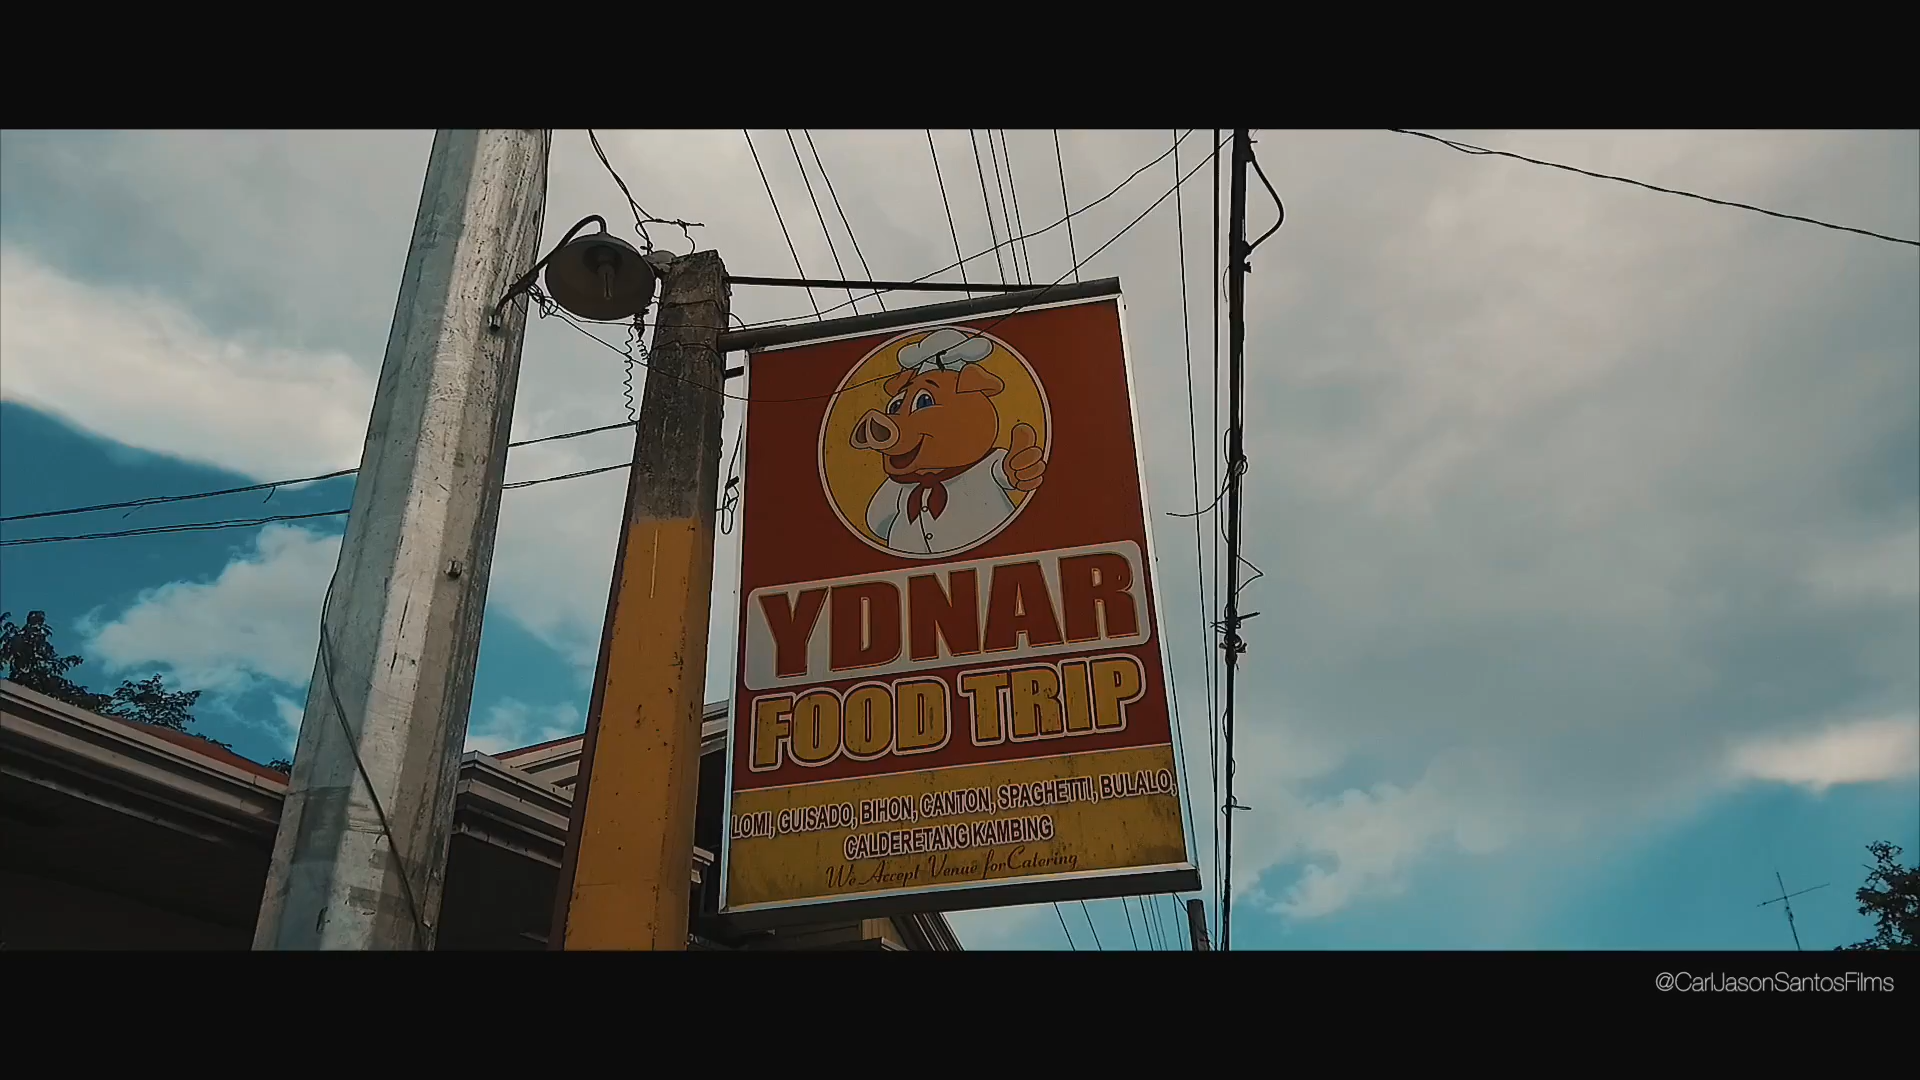 YDNAR
FOOD TRIP
LOMI, GUISADO, BIHON, CANTON, SPAGHETTI, BULALO,
CALDERETANG KAMBING
We Accept Venue for Catering
@CarlJasonSantosFilms